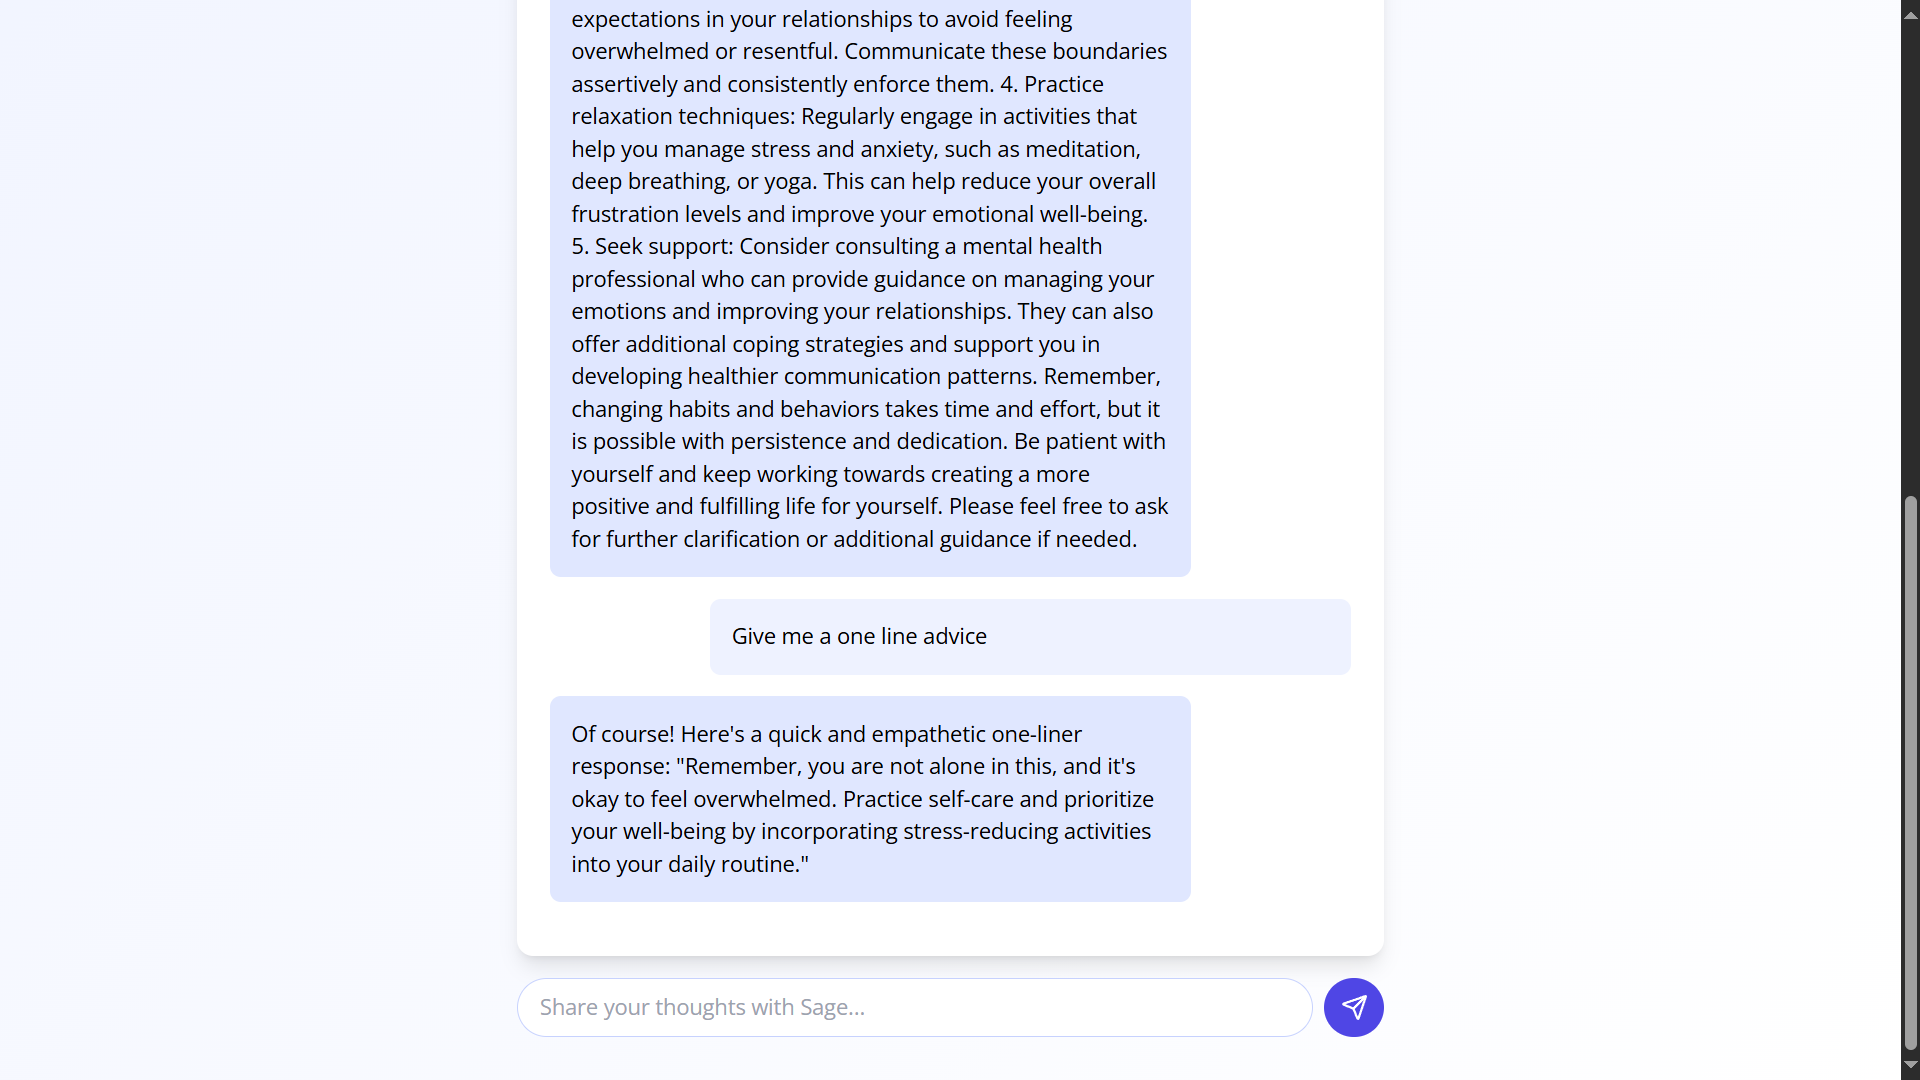 expectations in your relationships to avoid feeling
overwhelmed or resentful. Communicate these boundaries
assertively and consistently enforce them. 4. Practice
relaxation techniques: Regularly engage in activities that
help you manage stress and anxiety, such as meditation,
deep breathing, or yoga. This can help reduce your overall
frustration levels and improve your emotional well-being.
5. Seek support: Consider consulting a mental health
professional who can provide guidance on managing your
emotions and improving your relationships. They can also
offer additional coping strategies and support you in
developing healthier communication patterns. Remember,
changing habits and behaviors takes time and effort, but it
is possible with persistence and dedication. Be patient with
yourself and keep working towards creating a more
positive and fulfilling life for yourself. Please feel free to ask
for further clarification or additional guidance if needed.
Give me a one line advice
Of course! Here's a quick and empathetic one-liner
response: "Remember, you are not alone in this, and it's
okay to feel overwhelmed. Practice self-care and prioritize
your well-being by incorporating stress-reducing activities
into your daily routine."
Share your thoughts with Sage...